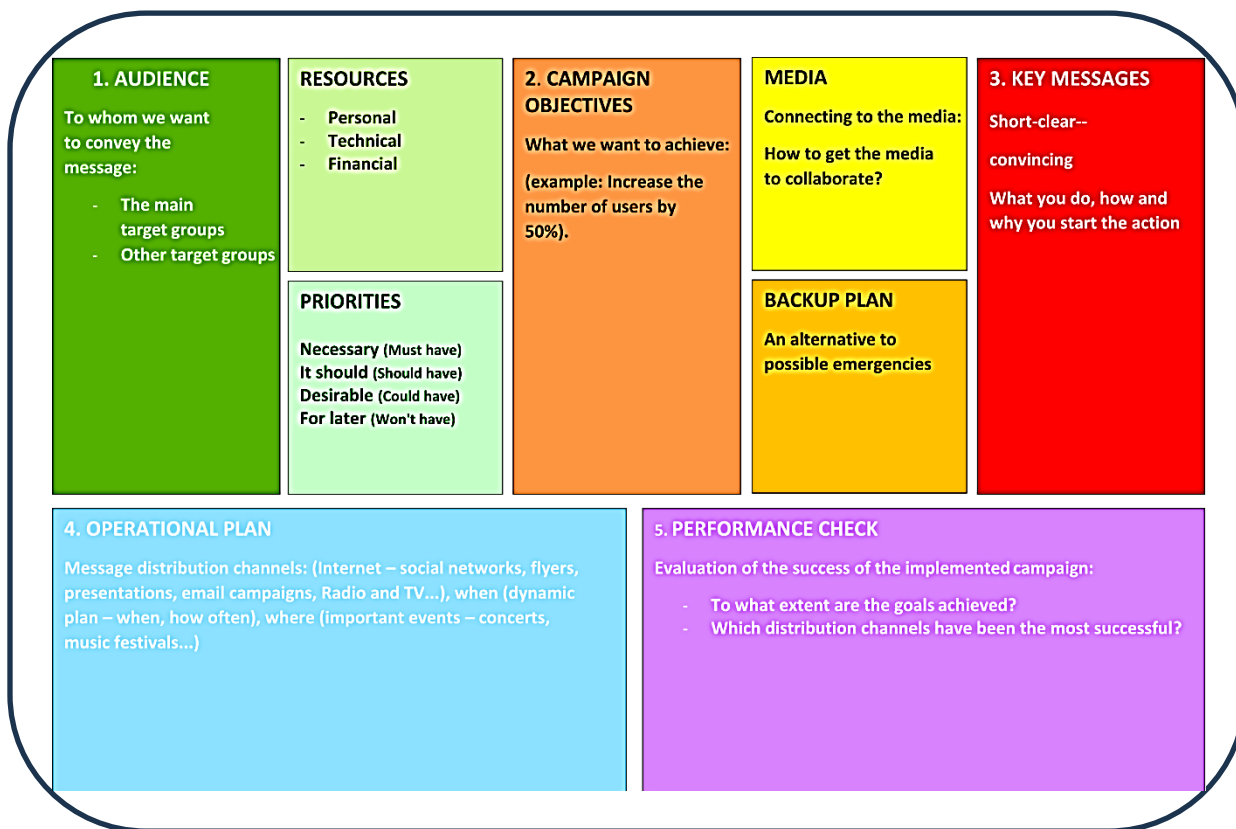 1. AUDIENCE
To whom we want
to convey the
message:
- The main
target groups
- Other target groups
RESOURCES
- Personal
- Technical
- Financial
PRIORITIES
Necessary (Must have)
It should (Should have)
Desirable (Could have)
For later (Won't have)
2. CAMPAIGN
OBJECTIVES
What we want to achieve:
(example: Increase the
number of users by
50%).
MEDIA
Connecting to the media:
How to get the media
to collaborate?
BACKUP PLAN
An alternative to
possible emergencies
3. KEY MESSAGES
Short-clear--
convincing
What you do, how and
why you start the action
4. OPERATIONAL PLAN
Message distribution channels: (Internet – social networks, flyers,
presentations, email campaigns, Radio and TV...), when (dynamic
plan – when, how often), where (important events – concerts,
music festivals...)
5. PERFORMANCE CHECK
Evaluation of the success of the implemented campaign:
- To what extent are the goals achieved?
- Which distribution channels have been the most successful?